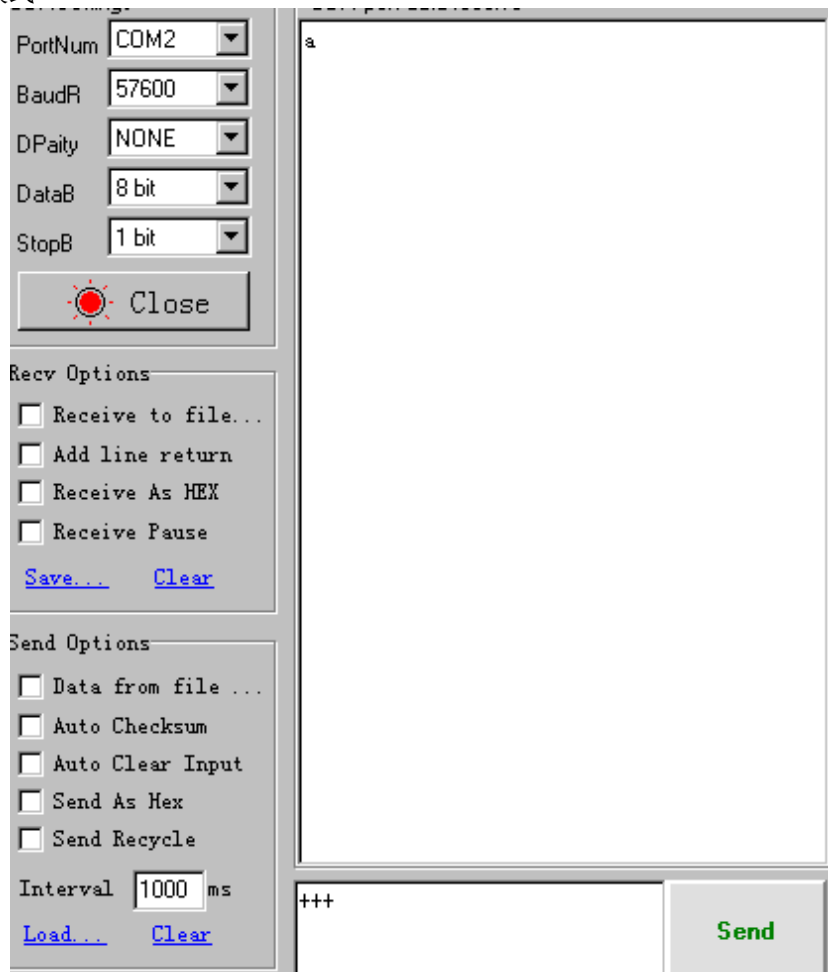 PortNum COM2
BaudR 57600
DPaity NONE
DataB 8 bit
StopB 1 bit
Close
Recv Options
Receive to file...
Add line return
Receive As HEX
Receive Pause
Save... Clear
Send Options
Data from file ...
Auto Checksum
Auto Clear Input
Send As Hex
Send Recycle
Interval 1000 ms
Load... Clear
a
+++
Send